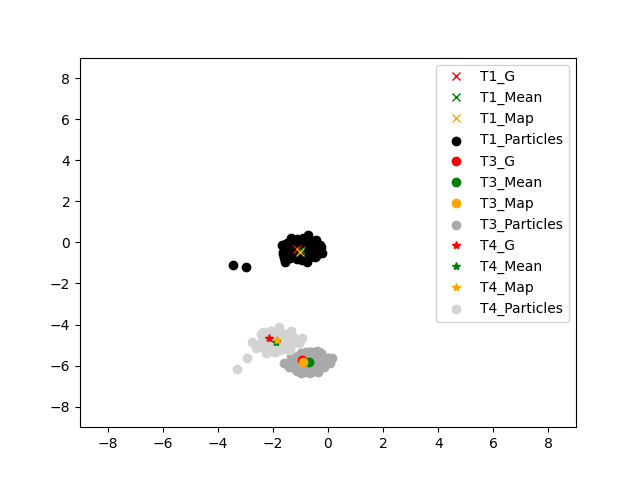 8
6
4
2
0
−2
−4
−6
−8
−8 −6 −4 −2 0 2 4 6 8
T1_G
T1_Mean
T1_Map
T1_Particles
T3_G
T3_Mean
T3_Map
T3_Particles
T4_G
T4_Mean
T4_Map
T4_Particles